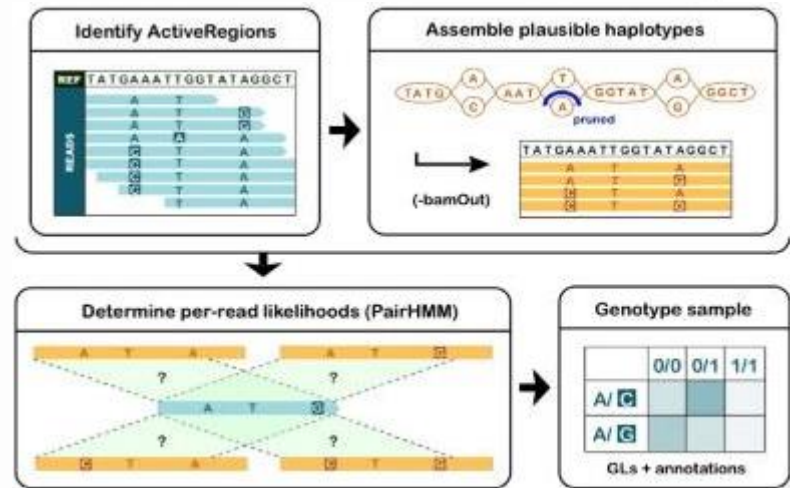 Identify ActiveRegions
REF TATGAAATTGGTATAGGCT
READS
A T
A T G
A T G
A A A
C T A
C T A
C T A
C T A
T A
Assemble plausible haplotypes
TATG A C AAT T A GGTAT A G GGCT
pruned
TATGAAATTGGTATAGGCT
(-bamOut)
A T A
A T G
C T A
C T G
Determine per-read likelihoods (PairHMM)
A T A A T G
? ?
A T G
? ?
C T A C T G
Genotype sample
0/0 0/1 1/1
A/ C
A/ G
GLs + annotations